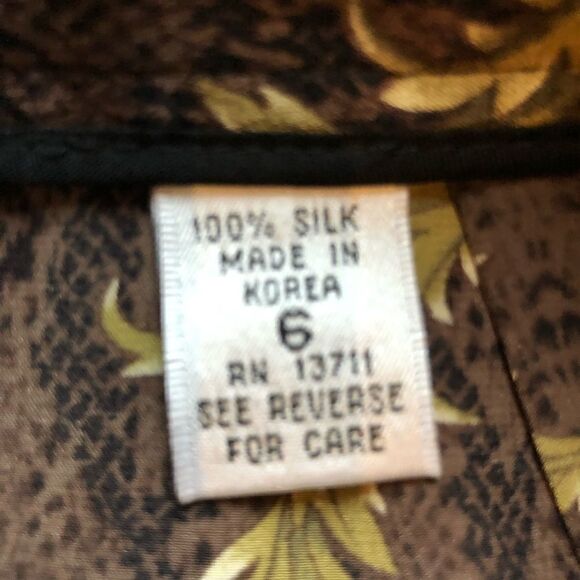 100% SILK
MADE IN
KOREA
6
RN 13711
SEE REVERSE
FOR CARE